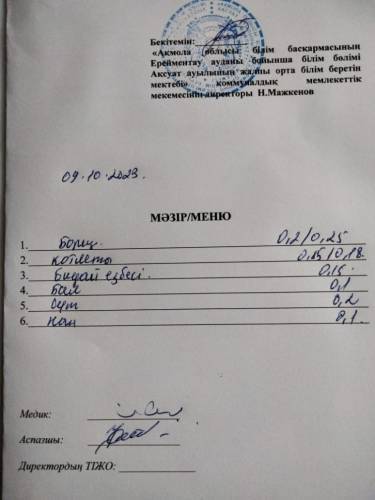 Бекітемін:
«Ақмола облысы білім басқармасының
Ерейментау ауданы бойынша білім бөлімі
Ақсуат ауылының жалпы орта білім беретін
мектебі» коммуналдық мемлекеттік
мекемесінің директоры Н.Мажкенов
09.10.2023.
МӘЗІР/МЕНЮ
1. Борщ 0,2/0,25
2. котлеты 0,15/0,18
3. Бидай езбесі. 0,15.
4. Бал 0,1
5. Сүт 0,2
6. нан 0,1.
Медик:
Аспазшы:
Директордың ТІЖО: